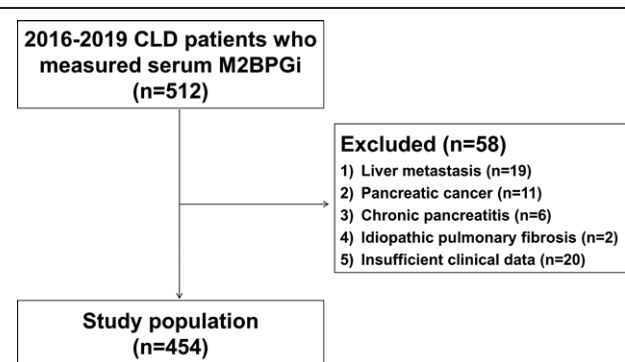 2016-2019 CLD patients who
measured serum M2BPGi
(n=512)
Excluded (n=58)
1) Liver metastasis (n=19)
2) Pancreatic cancer (n=11)
3) Chronic pancreatitis (n=6)
4) Idiopathic pulmonary fibrosis (n=2)
5) Insufficient clinical data (n=20)
Study population
(n=454)